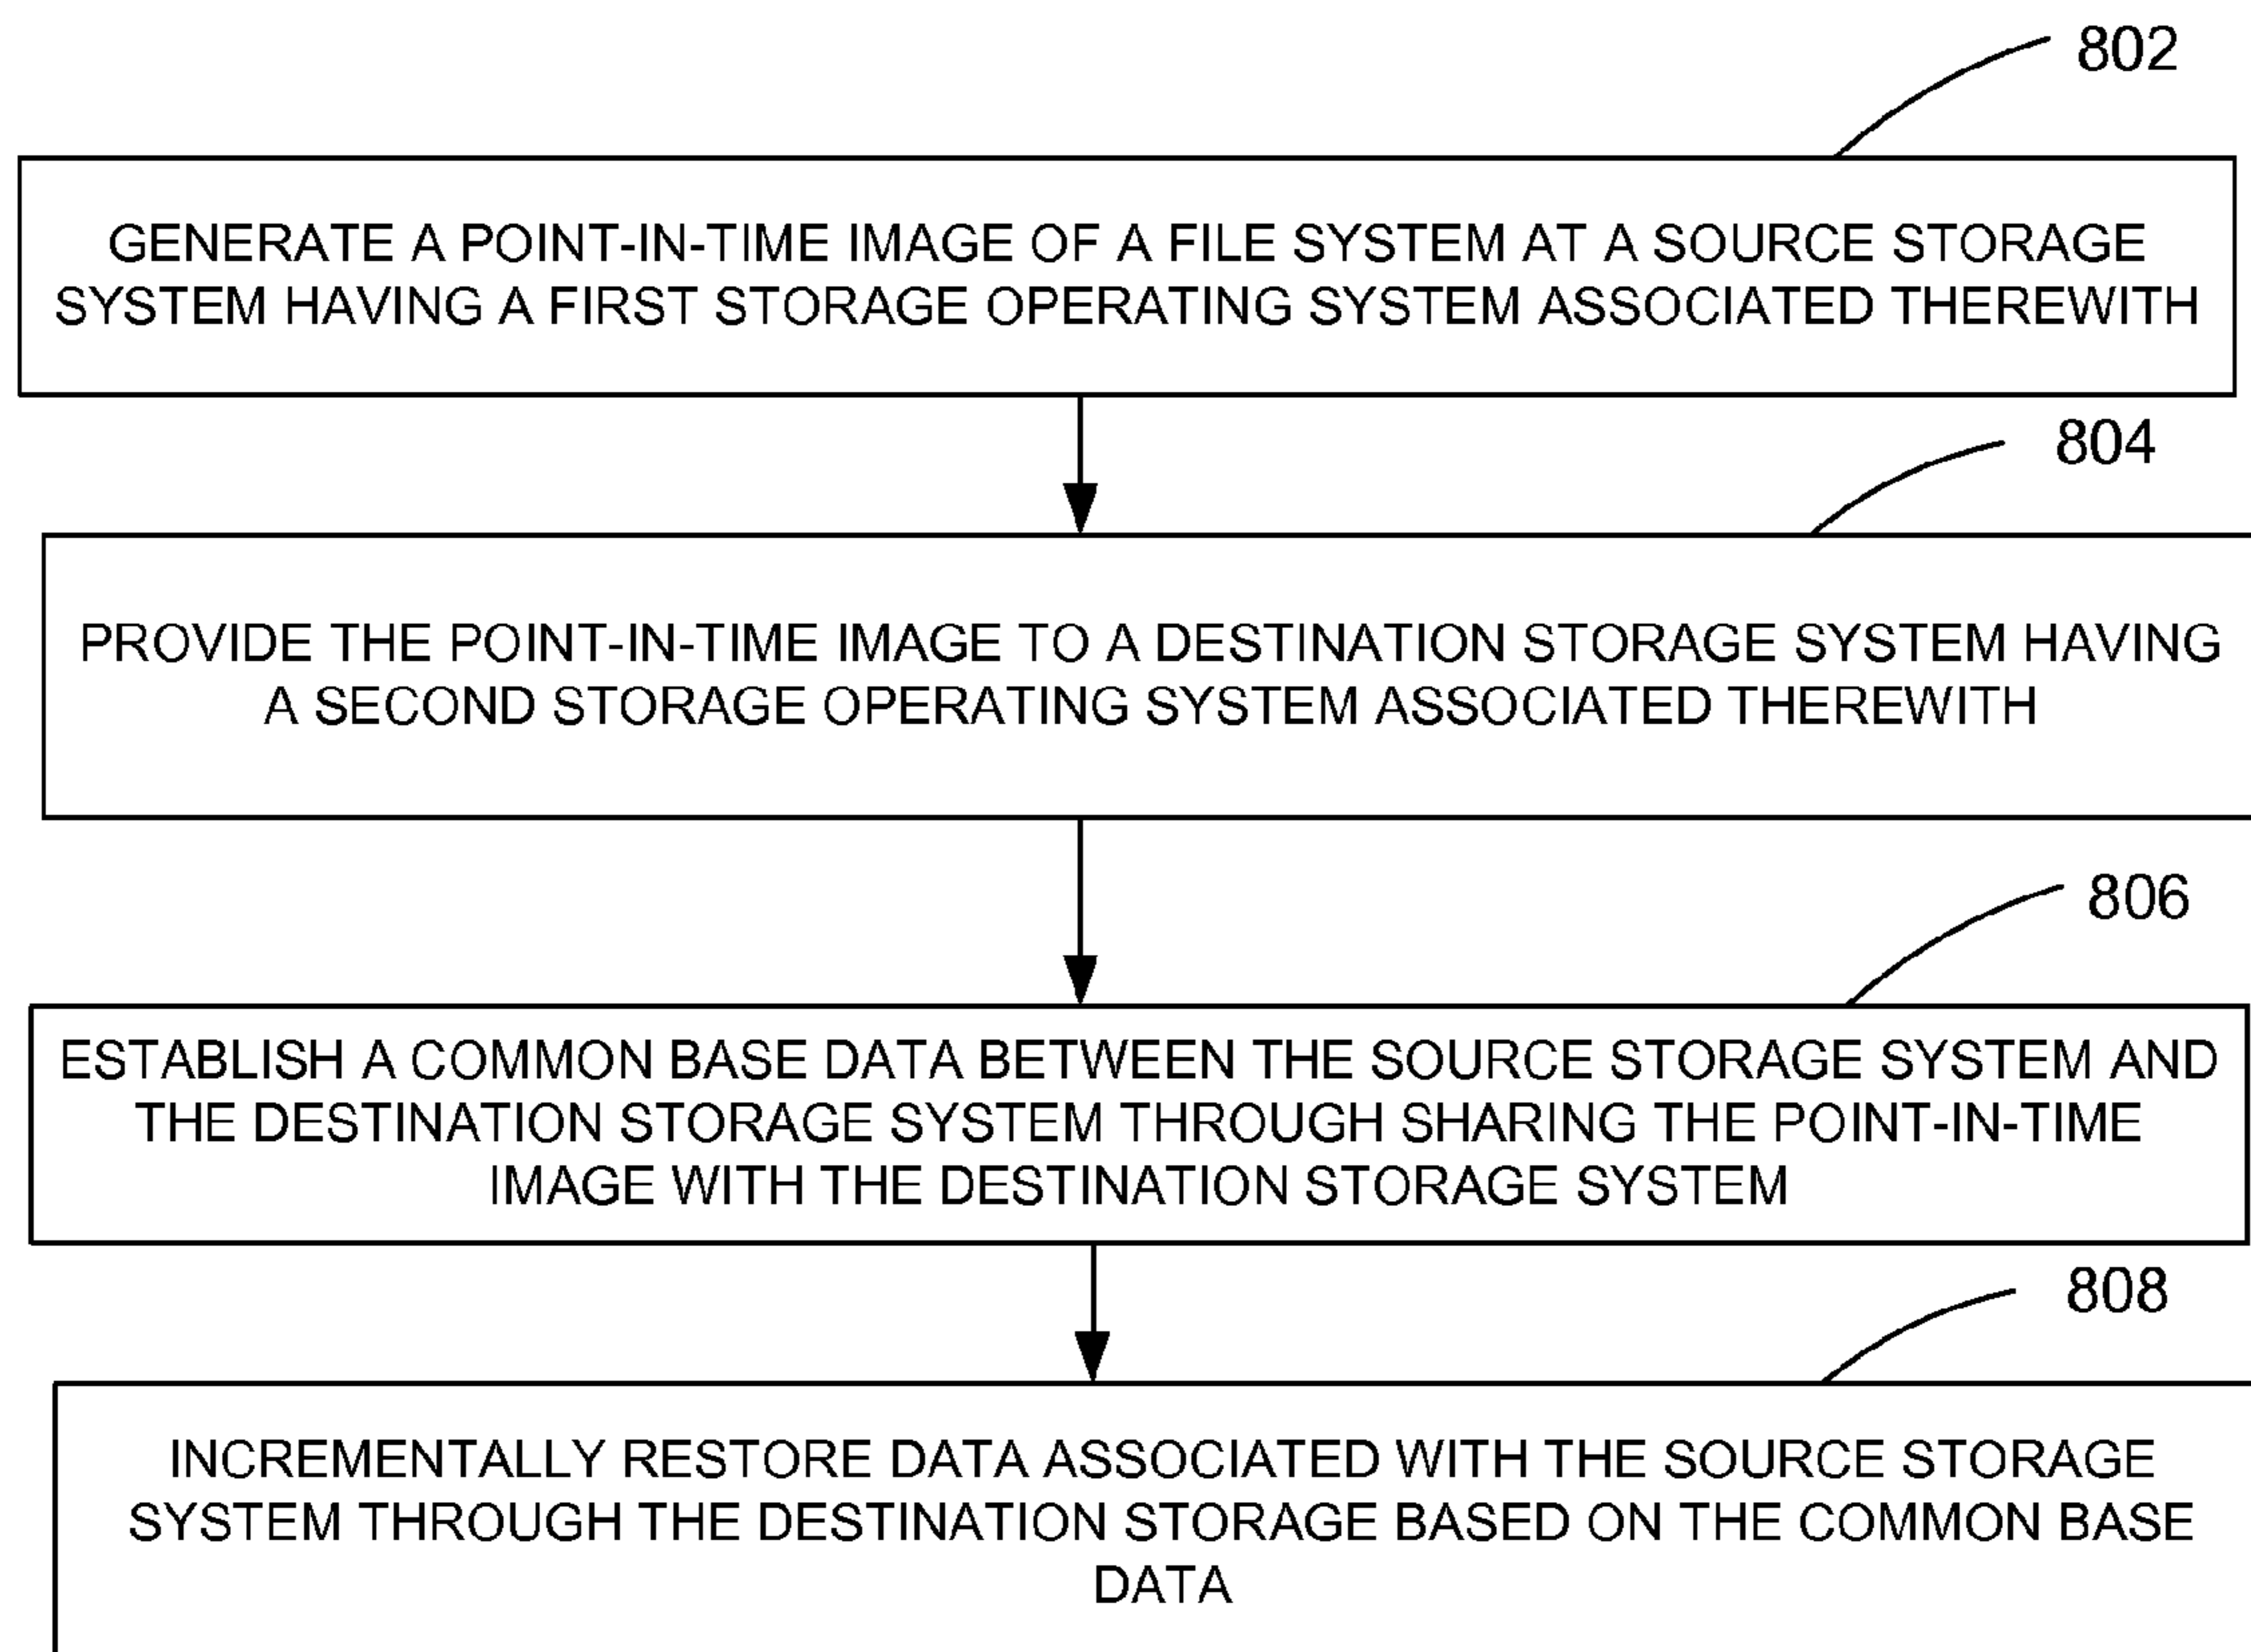 802
GENERATE A POINT-IN-TIME IMAGE OF A FILE SYSTEM AT A SOURCE STORAGE
SYSTEM HAVING A FIRST STORAGE OPERATING SYSTEM ASSOCIATED THEREWITH
804
PROVIDE THE POINT-IN-TIME IMAGE TO A DESTINATION STORAGE SYSTEM HAVING
A SECOND STORAGE OPERATING SYSTEM ASSOCIATED THEREWITH
806
ESTABLISH A COMMON BASE DATA BETWEEN THE SOURCE STORAGE SYSTEM AND
THE DESTINATION STORAGE SYSTEM THROUGH SHARING THE POINT-IN-TIME
IMAGE WITH THE DESTINATION STORAGE SYSTEM
808
INCREMENTALLY RESTORE DATA ASSOCIATED WITH THE SOURCE STORAGE
SYSTEM THROUGH THE DESTINATION STORAGE BASED ON THE COMMON BASE
DATA